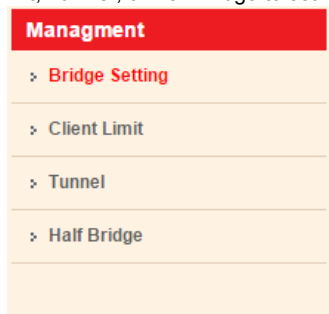 Managment
Bridge Setting
Client Limit
Tunnel
Half Bridge